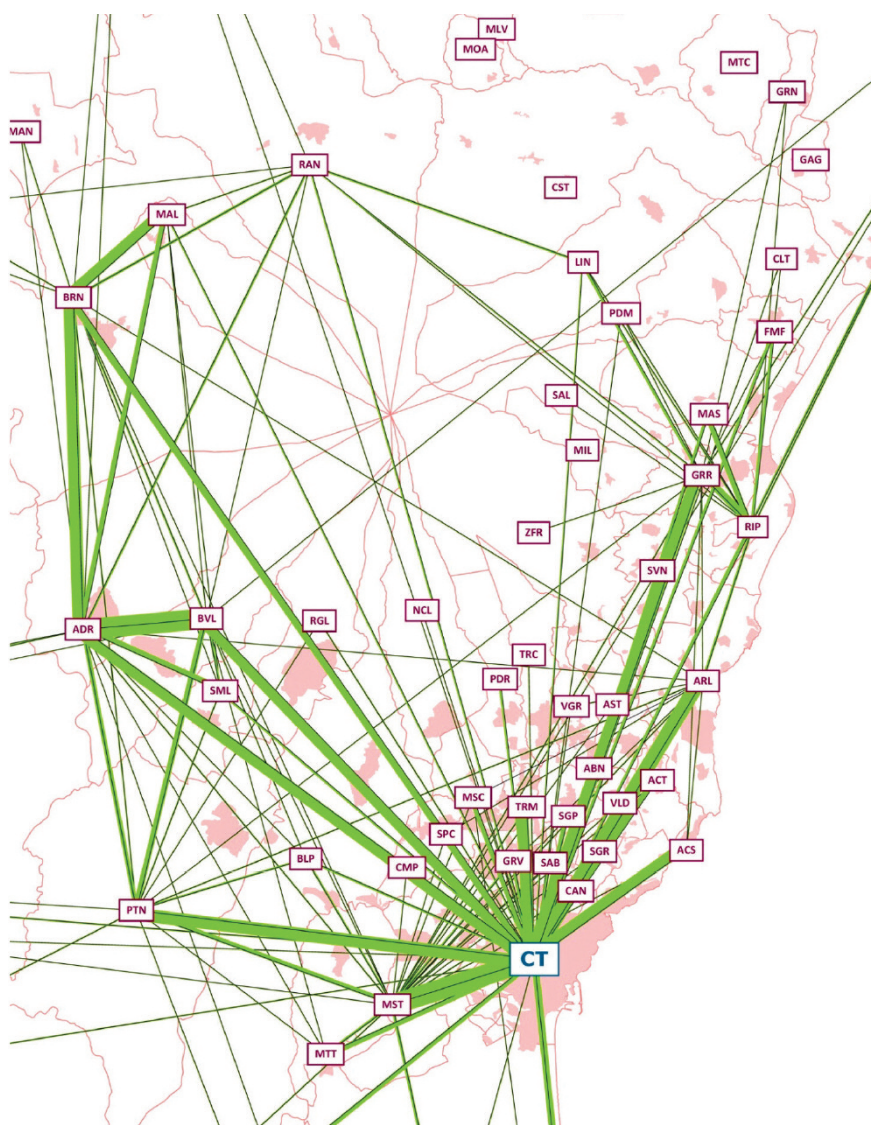 MLV
MOA
MTC
GRN
MAN
GAG
RAN
CST
MAL
CLT
LIN
BRN
PDM
FMF
SAL
MAS
MIL
GRR
RIP
ZFR
SVN
NCL
BVL
RGL
ADR
TRC
PDR
ARL
SML
VGR
AST
ABN
ACT
MSC
VLD
TRM
SGP
SPC
ACS
SGR
BLP
GRV
SAB
CMP
CAN
PTN
CT
MST
MTT